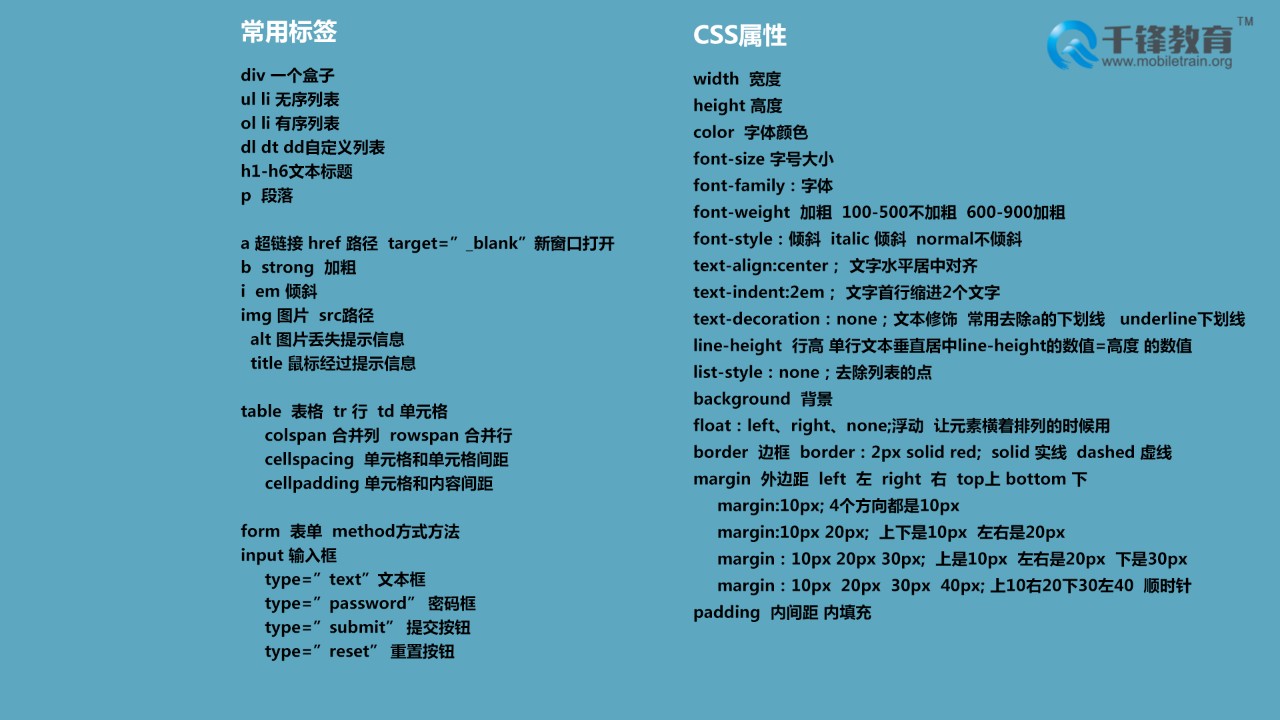 常用标签
div 一个盒子
ul li 无序列表
ol li 有序列表
dl dt dd自定义列表
h1-h6文本标题
p 段落
a 超链接 href 路径 target=”_blank”新窗口打开
b strong 加粗
i em 倾斜
img 图片 src路径
alt 图片丢失提示信息
title 鼠标经过提示信息
table 表格 tr 行 td 单元格
colspan 合并列 rowspan 合并行
cellspacing 单元格和单元格间距
cellpadding 单元格和内容间距
form 表单 method方式方法
input 输入框
type=”text”文本框
type=”password” 密码框
type=”submit” 提交按钮
type=”reset” 重置按钮
CSS属性
width 宽度
height 高度
color 字体颜色
font-size 字号大小
font-family：字体
font-weight 加粗 100-500不加粗 600-900加粗
font-style：倾斜 italic 倾斜 normal不倾斜
text-align:center； 文字水平居中对齐
text-indent:2em； 文字首行缩进2个文字
text-decoration：none；文本修饰 常用去除a的下划线 underline下划线
line-height 行高 单行文本垂直居中line-height的数值=高度 的数值
list-style：none；去除列表的点
background 背景
float：left、right、none;浮动 让元素横着排列的时候用
border 边框 border：2px solid red; solid 实线 dashed 虚线
margin 外边距 left 左 right 右 top上 bottom 下
margin:10px; 4个方向都是10px
margin:10px 20px; 上下是10px 左右是20px
margin：10px 20px 30px; 上是10px 左右是20px 下是30px
margin：10px 20px 30px 40px; 上10右20下30左40 顺时针
padding 内间距 内填充
千锋教育 TM
www.mobiletrain.org